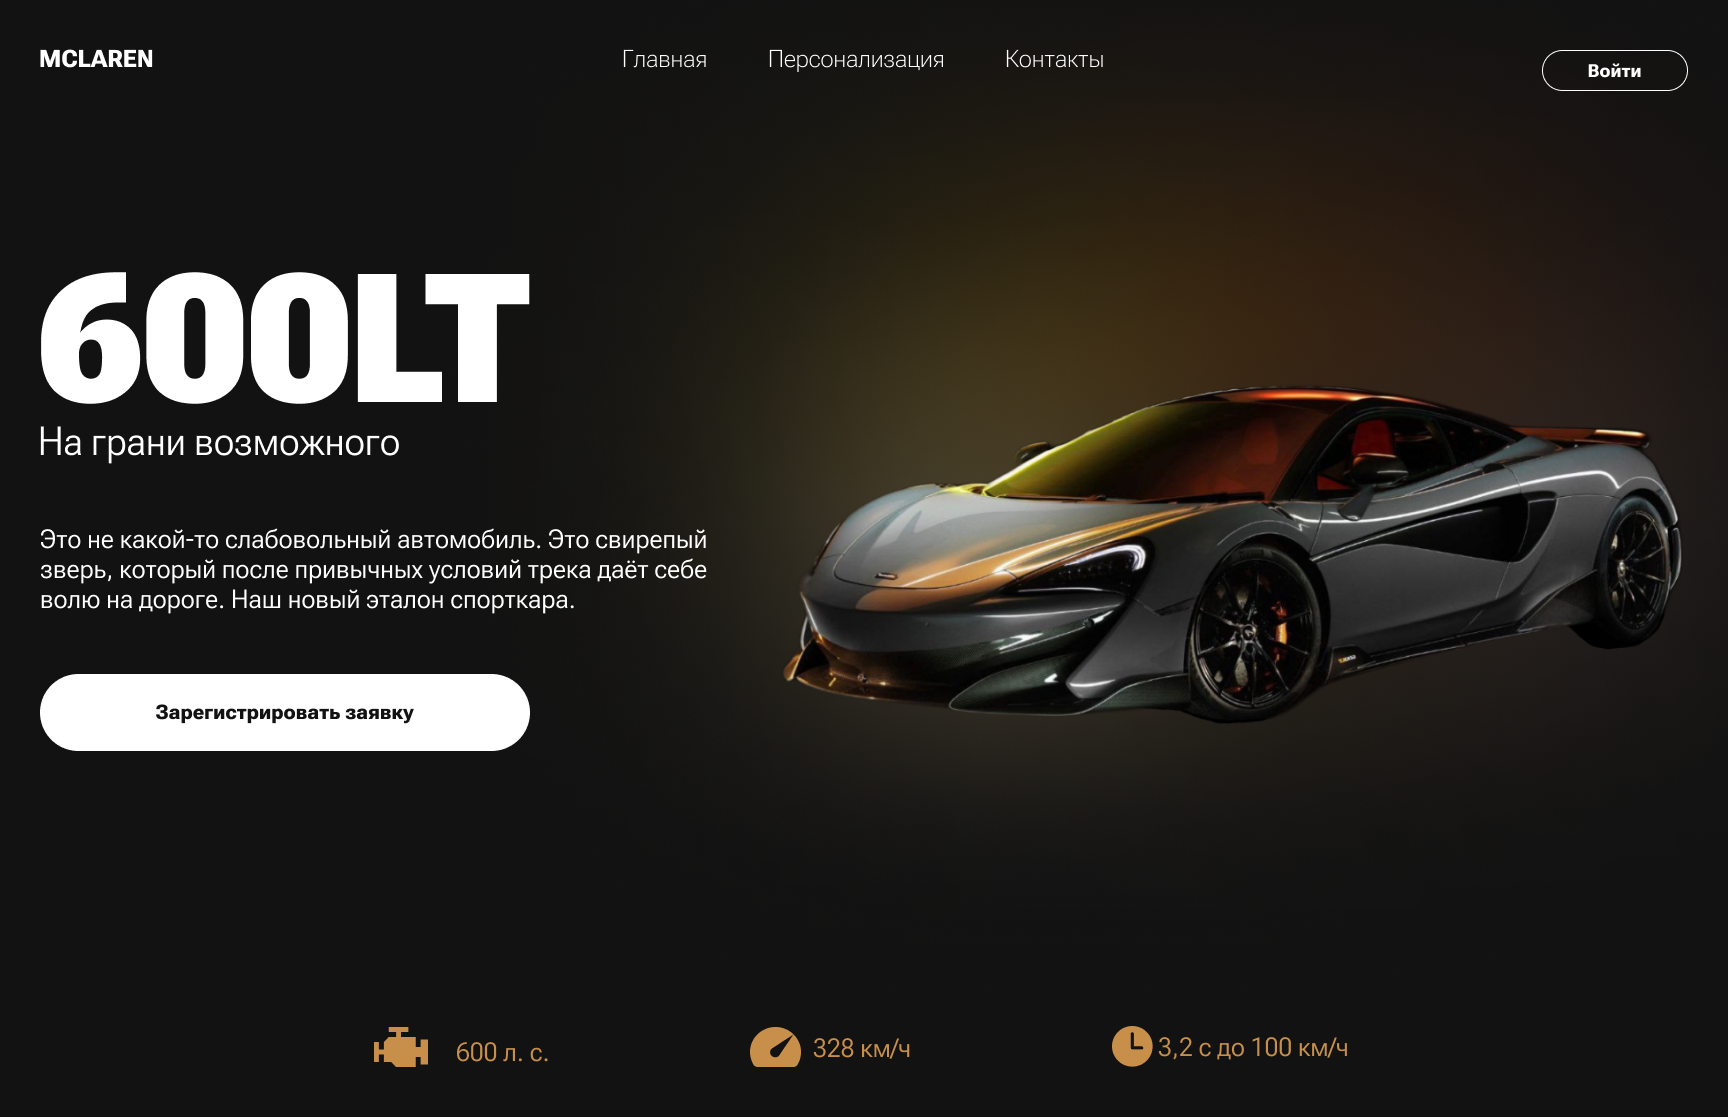 MCLAREN
Главная
Персонализация
Контакты
Войти
600LT
На грани возможного
Это не какой-то слабовольный автомобиль. Это свирепый
зверь, который после привычных условий трека даёт себе
волю на дороге. Наш новый эталон спорткара.
Зарегистрировать заявку
600 л. с.
328 км/ч
3,2 с до 100 км/ч